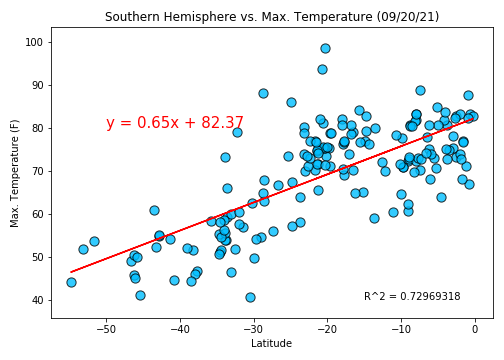 Southern Hemisphere vs. Max. Temperature (09/20/21)
Max. Temperature (F)
100
90
80
70
60
50
40
y = 0.65x + 82.37
R^2 = 0.72969318
−50
−40
−30
−20
−10
0
Latitude